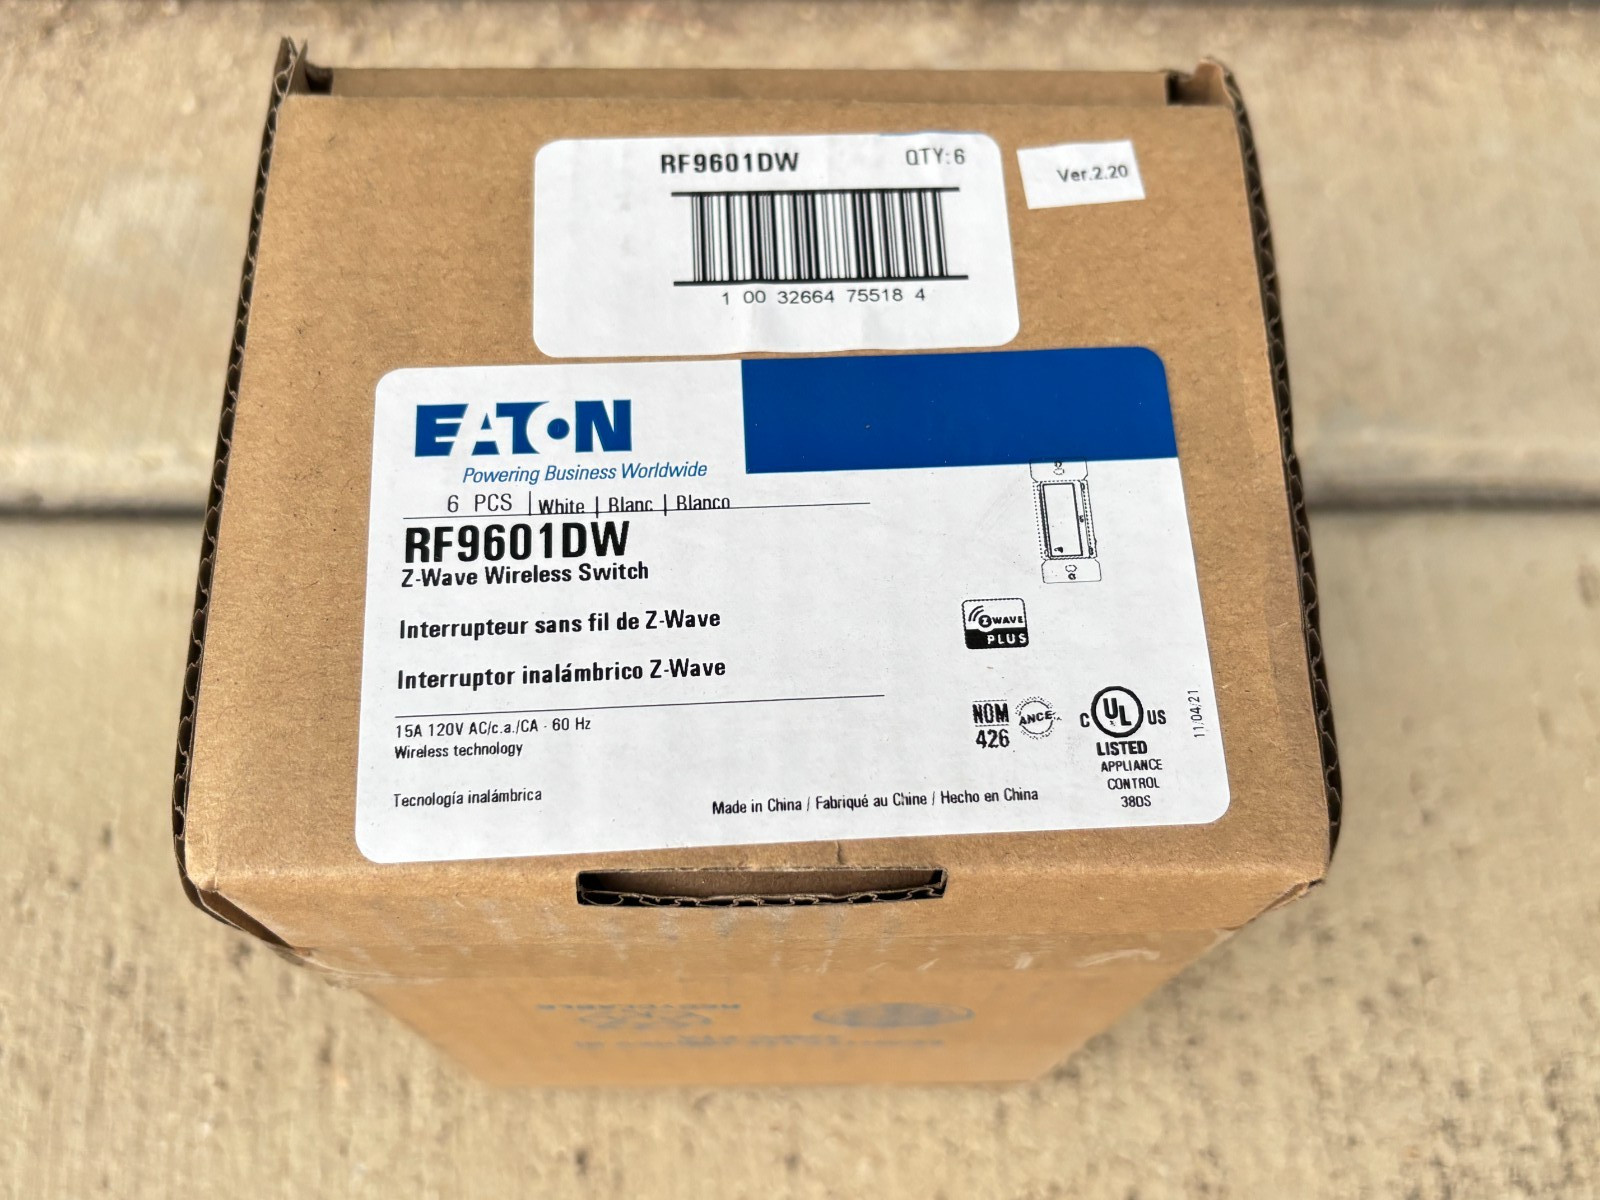 RF9601DW QTY:6
Ver.2.20
1 00 32664 75518 4
EATON
Powering Business Worldwide
6 PCS | White | Blanc | Blanco
RF9601DW
Z-Wave Wireless Switch
Interrupteur sans fil de Z-Wave
Interruptor inalámbrico Z-Wave
Z WAVE
PLUS
15A 120V AC/c.a./CA - 60 Hz
Wireless technology
Tecnología inalámbrica
NOM
426
ANCE
C UL US
LISTED
APPLIANCE
CONTROL
38DS
11/04/21
Made in China / Fabriqué au Chine / Hecho en China
RECYCLABLE